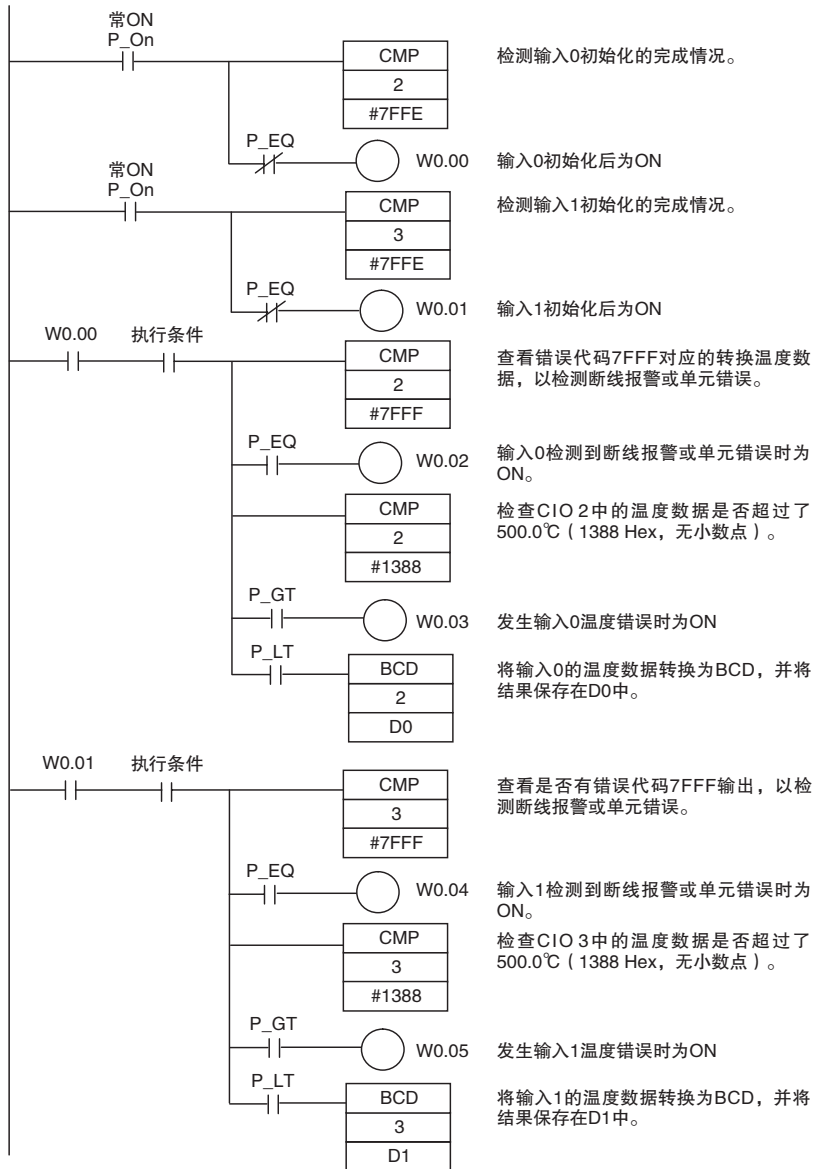 常ON
P_On
CMP
2
#7FFE
检测输入0初始化的完成情况。
P_EQ
W0.00
输入0初始化后为ON
常ON
P_On
CMP
3
#7FFE
检测输入1初始化的完成情况。
P_EQ
W0.01
输入1初始化后为ON
W0.00
执行条件
CMP
2
#7FFF
查看错误代码7FFF对应的转换温度数
据，以检测断线报警或单元错误。
P_EQ
W0.02
输入0检测到断线报警或单元错误时为
ON。
CMP
2
#1388
检查CIO 2中的温度数据是否超过了
500.0℃（1388 Hex，无小数点）。
P_GT
W0.03
发生输入0温度错误时为ON
P_LT
BCD
2
D0
将输入0的温度数据转换为BCD，并将
结果保存在D0中。
W0.01
执行条件
CMP
3
#7FFF
查看是否有错误代码7FFF输出，以检
测断线报警或单元错误。
P_EQ
W0.04
输入1检测到断线报警或单元错误时为
ON。
CMP
3
#1388
检查CIO 3中的温度数据是否超过了
500.0℃（1388 Hex，无小数点）。
P_GT
W0.05
发生输入1温度错误时为ON
P_LT
BCD
3
D1
将输入1的温度数据转换为BCD，并将
结果保存在D1中。